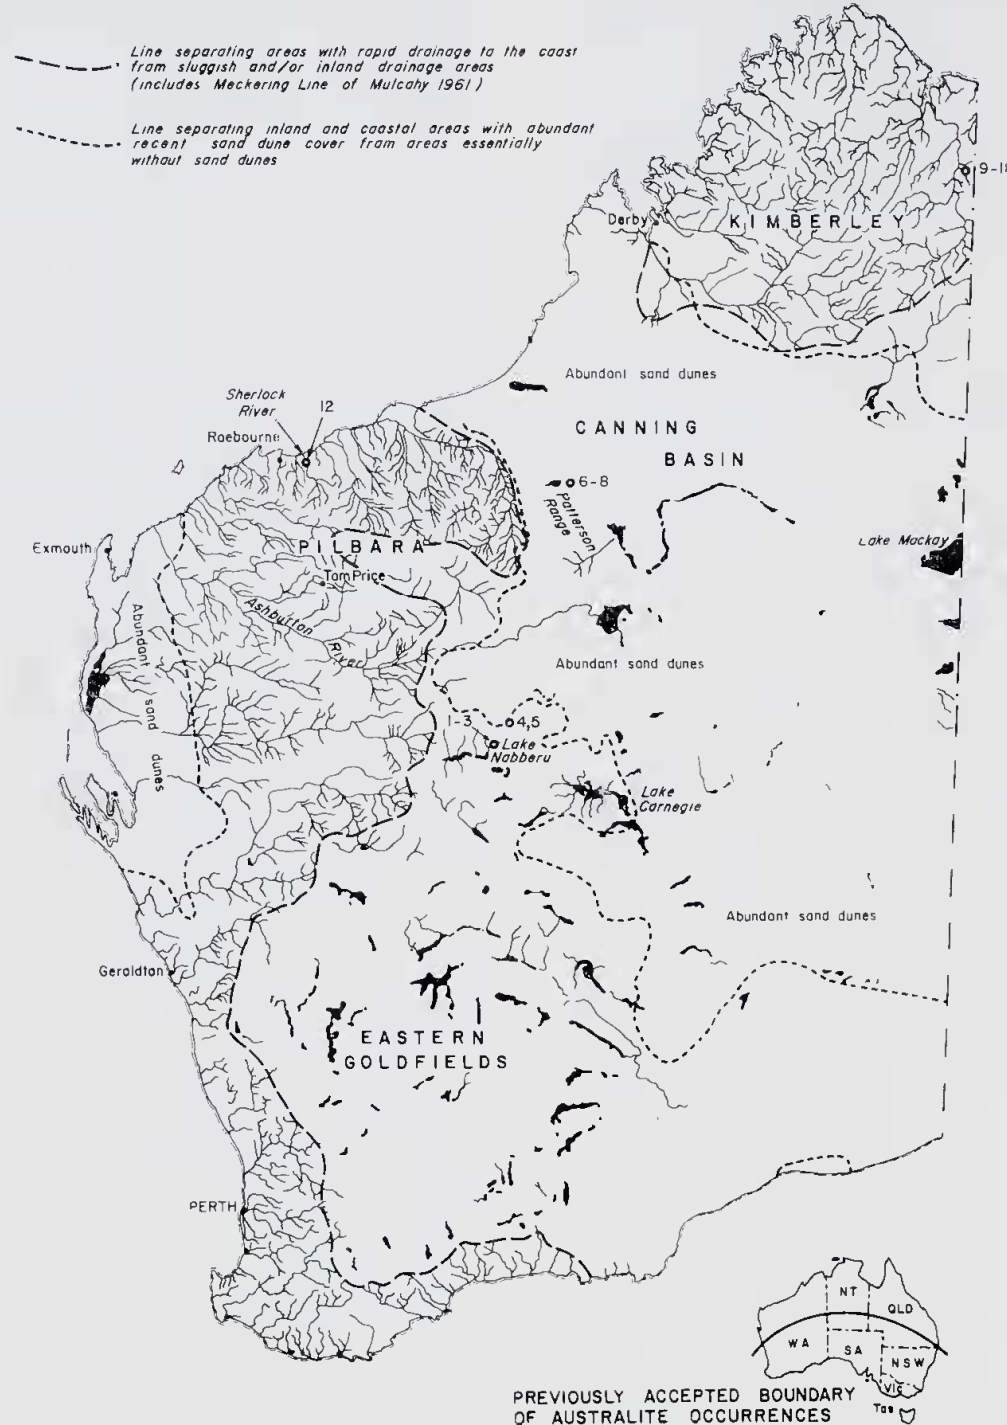 Line separating areas with rapid drainage to the coast
from sluggish and/or inland drainage areas
(includes Meckering Line of Mulcahy 1961)
Line separating inland and coastal areas with abundant
recent sand dune cover from areas essentially
without sand dunes
9-18
Derby
KIMBERLEY
Abundant sand dunes
Sherlock
River
12
Roebourne
CANNING
BASIN
6-8
Patterson
Range
Exmouth
PILBARA
Lake Mackay
Tom Price
Ashburton
River
Abundant sand dunes
Abundant sand dunes
1-3
4,5
Lake
Nabberu
Lake
Carnegie
Abundant sand dunes
Geraldton
EASTERN
GOLDFIELDS
PERTH
NT
QLD
WA
SA
NSW
VIC
Tas
PREVIOUSLY ACCEPTED BOUNDARY
OF AUSTRALITE OCCURRENCES